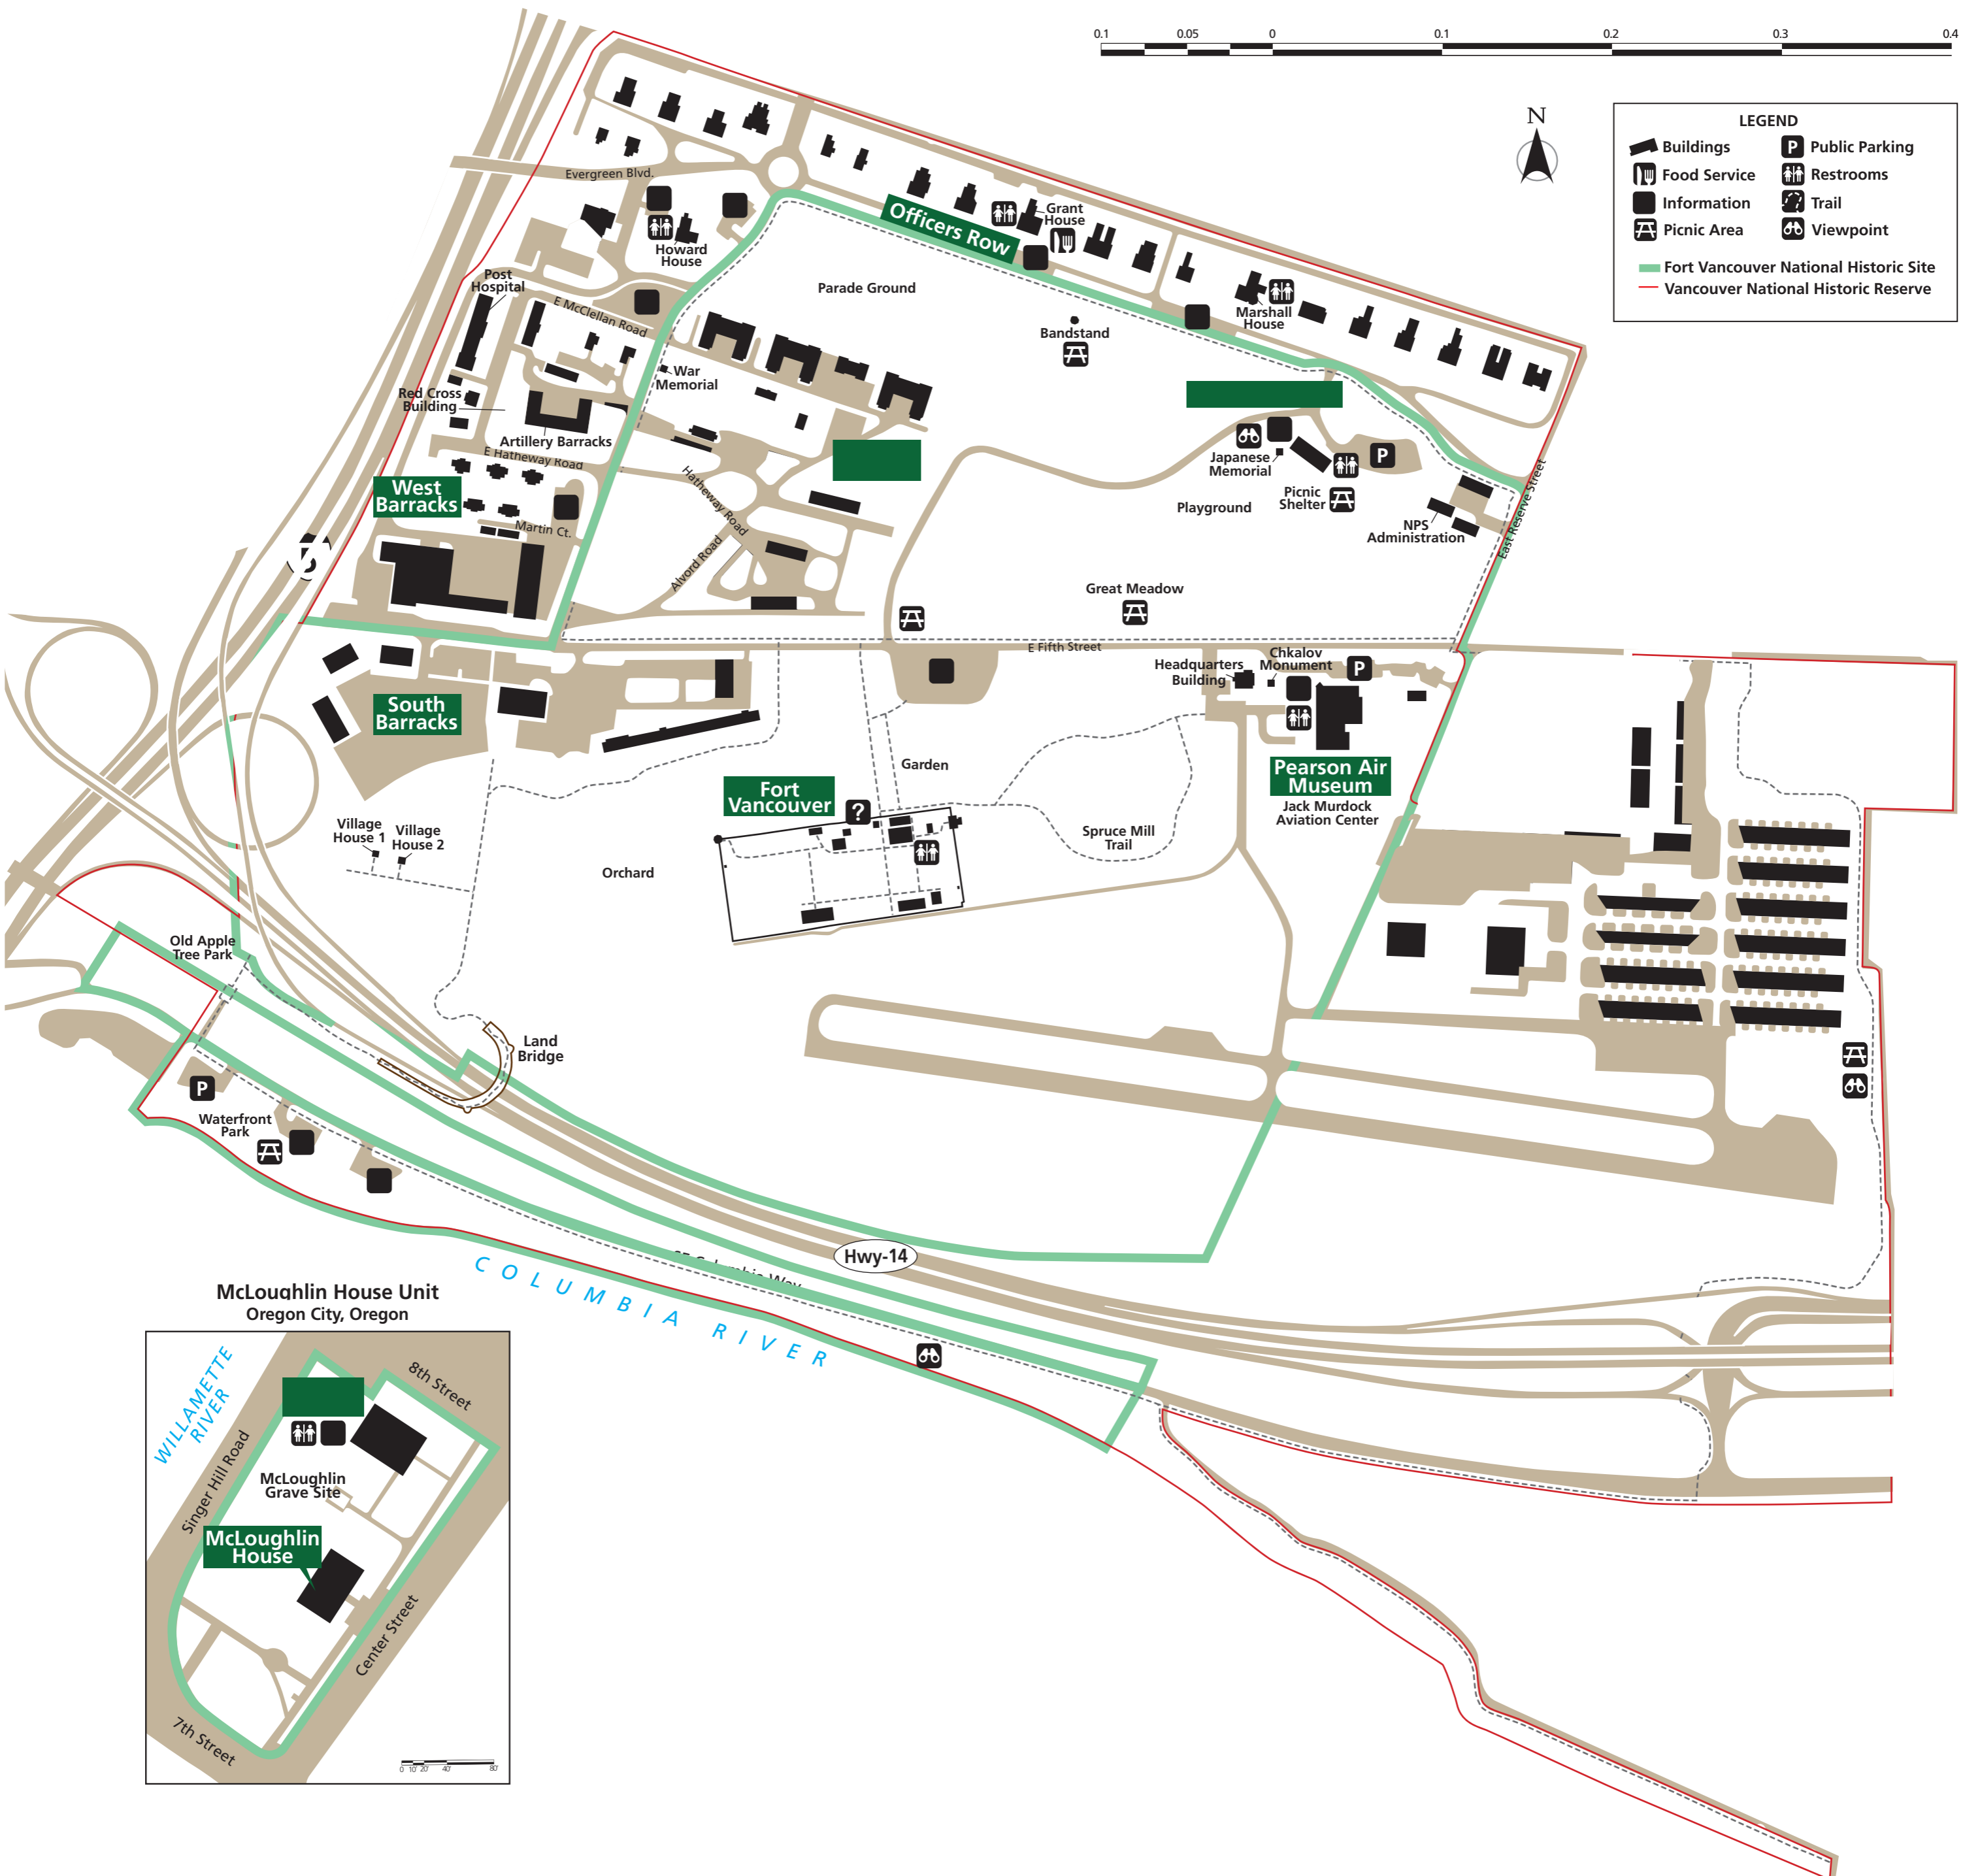 0.1 0.05 0 0.1 0.2 0.3 0.4
N
LEGEND
Buildings
Food Service
Information
Picnic Area
P Public Parking
Restrooms
Trail
Viewpoint
Fort Vancouver National Historic Site
Vancouver National Historic Reserve
Evergreen Blvd.
Officers Row
Grant
House
Howard
House
Post
Hospital
E McClellan Road
Parade Ground
Bandstand
Marshall
House
War
Memorial
Red Cross
Building
Artillery Barracks
E Hatheway Road
West
Barracks
Martin Ct.
Hatheway Road
Alvord Road
Japanese
Memorial
P
Picnic
Shelter
Playground
NPS
Administration
East Reserve Street
Great Meadow
E Fifth Street
Headquarters
Building
Chkalov
Monument
P
South
Barracks
Pearson Air
Museum
Jack Murdock
Aviation Center
Garden
Fort
Vancouver
?
Village
House 1
Village
House 2
Spruce Mill
Trail
Orchard
Old Apple
Tree Park
Land
Bridge
P
Waterfront
Park
Hwy-14
COLUMBIA RIVER
McLoughlin House Unit
Oregon City, Oregon
WILLAMETTE
RIVER
8th Street
Singer Hill Road
McLoughlin
Grave Site
McLoughlin
House
Center Street
7th Street
0 10' 20' 40' 80'